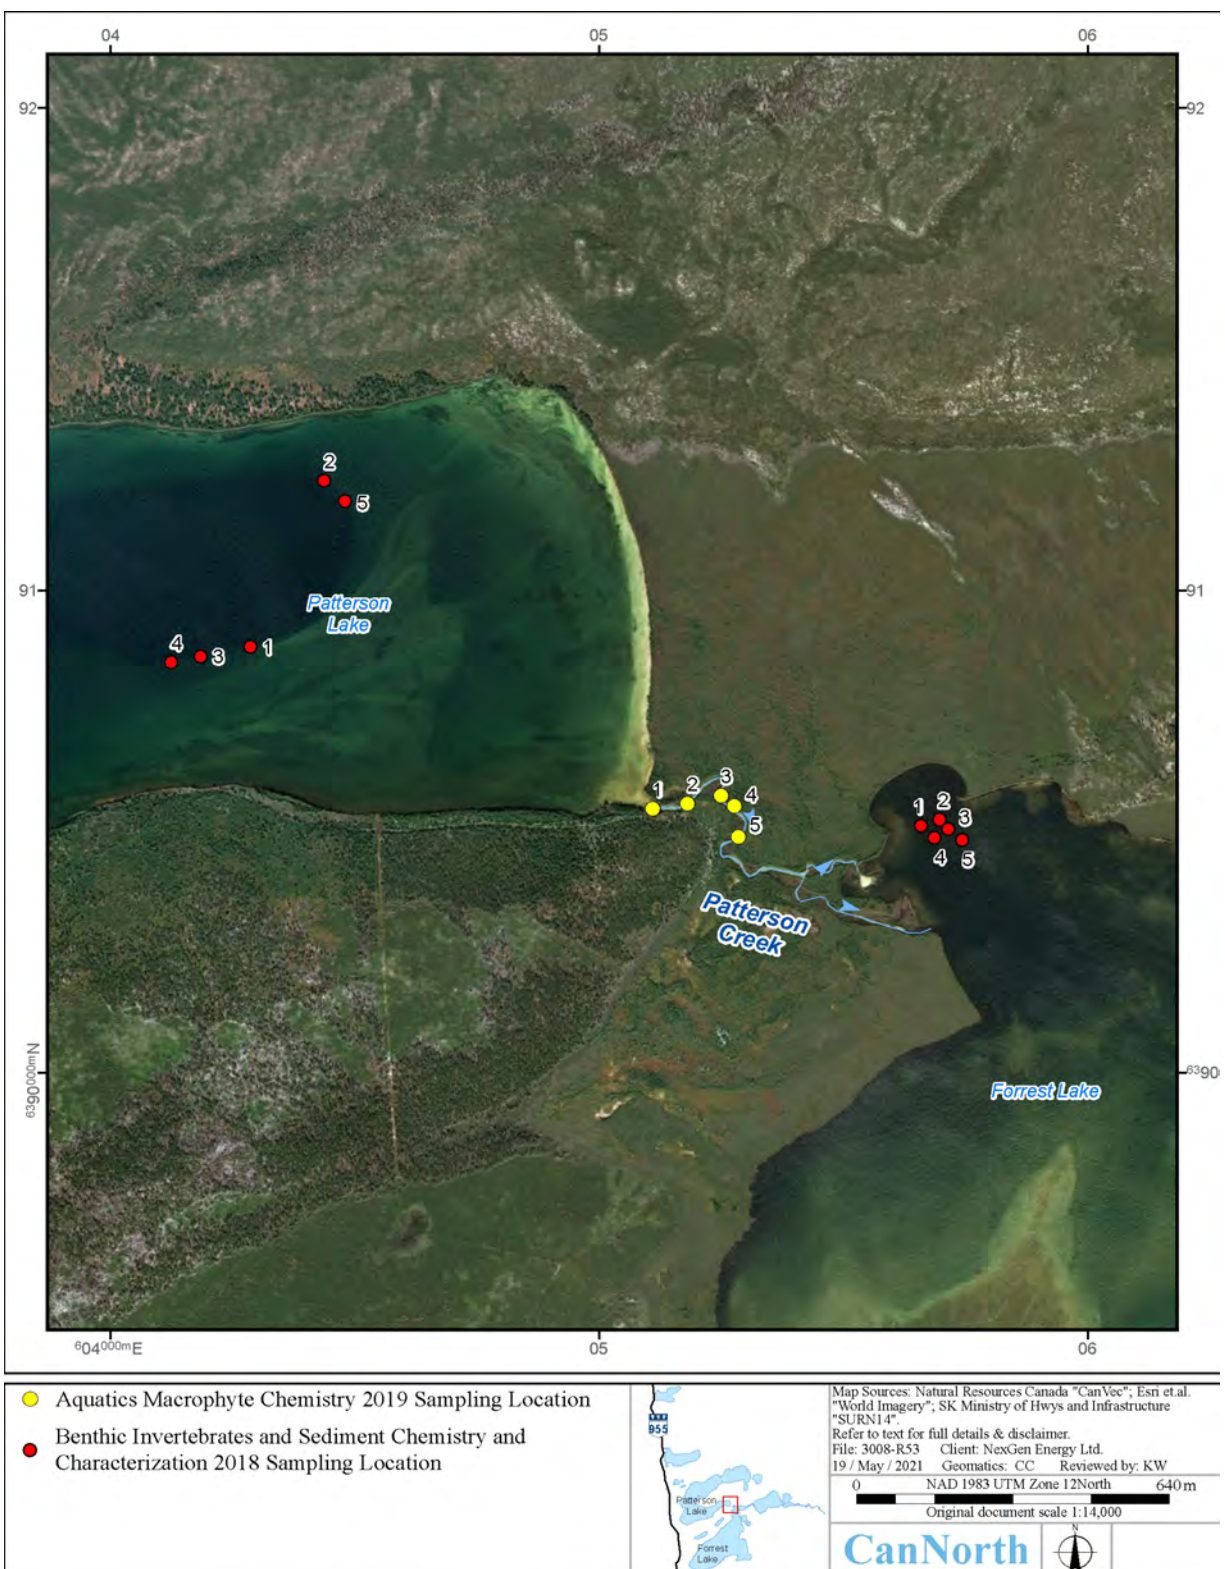 04 05 06
92 92
2
5
91 91
Patterson
Lake
4 3 1
1 2 3
4
5
1 2
3
4 5
Patterson
Creek
6390000mN 6390
Forrest Lake
604000mE 05 06
Aquatics Macrophyte Chemistry 2019 Sampling Location
Benthic Invertebrates and Sediment Chemistry and
Characterization 2018 Sampling Location
955
Patterson
Lake
Forrest
Lake
Map Sources: Natural Resources Canada "CanVec"; Esri et.al.
"World Imagery"; SK Ministry of Hwys and Infrastructure
"SURN14".
Refer to text for full details & disclaimer.
File: 3008-R53 Client: NexGen Energy Ltd.
19 / May / 2021 Geomatics: CC Reviewed by: KW
0 NAD 1983 UTM Zone 12North 640 m
Original document scale 1:14,000
CanNorth
N